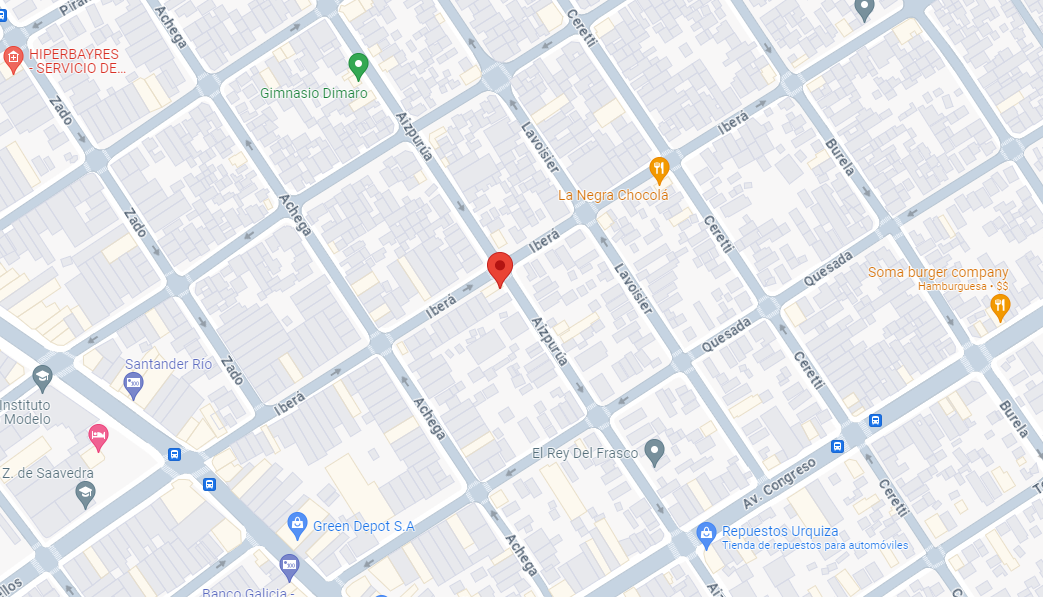 Achega
Ceretti
HIPERBAYRES
- SERVICIO DE...
Gimnasio Dimaro
Zado
Aizpurúa
Lavoisier
Iberá
Burela
La Negra Chocolá
Achega
Zado
Ceretti
Iberá
Quesada
Lavoisier
Soma burger company
Hamburguesa • $$
Iberá
Aizpurúa
Quesada
Santander Río
Zado
Ceretti
Instituto
Modelo
Iberá
Achega
Burela
El Rey Del Frasco
Z. de Saavedra
Av. Congreso
Ceretti
Green Depot S.A
Repuestos Urquiza
Tienda de repuestos para automóviles
Achega
Banco Galicia -